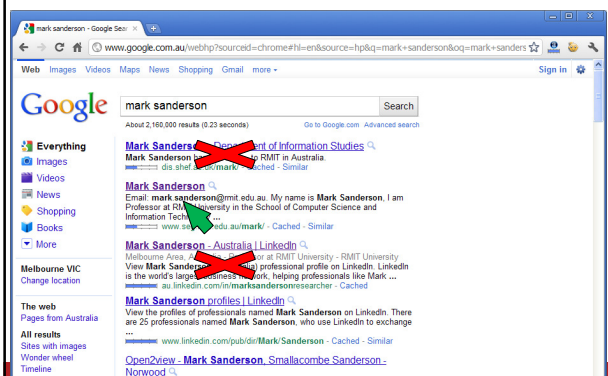 mark sanderson - Google Sear
www.google.com.au/webhp?sourceid=chrome#hl=en&source=hp&q=mark+sanderson&oq=mark+sanders
Web Images Videos Maps News Shopping Gmail more
Sign in
Google
mark sanderson
Search
About 2,160,000 results (0.23 seconds)
Go to Google.com Advanced search
Everything
Images
Videos
News
Shopping
Books
More
Melbourne VIC
Change location
The web
Pages from Australia
All results
Sites with images
Wonder wheel
Timeline
Mark Sanderson - Department of Information Studies
Mark Sanderson to RMIT in Australia.
dis.shef /mark/ - Cached - Similar
Mark Sanderson
Email: mark.sanderson@rmit.edu.au. My name is Mark Sanderson, I am
Professor at RMIT University in the School of Computer Science and
Information ...
www.se edu.au/mark/ - Cached - Similar
Mark Sanderson - Australia | LinkedIn
Melbourne Area, at RMIT University - RMIT University
View Mark professional profile on LinkedIn. LinkedIn
is the world's largest business network, helping professionals like Mark ...
au.linkedin.com/in/marksandersonresearcher - Cached
Mark Sanderson profiles | LinkedIn
View the profiles of professionals named Mark Sanderson on LinkedIn. There
are 25 professionals named Mark Sanderson, who use LinkedIn to exchange
...
www.linkedin.com/pub/dir/Mark/Sanderson - Cached - Similar
Open2view - Mark Sanderson, Smallacombe Sanderson -
Norwood